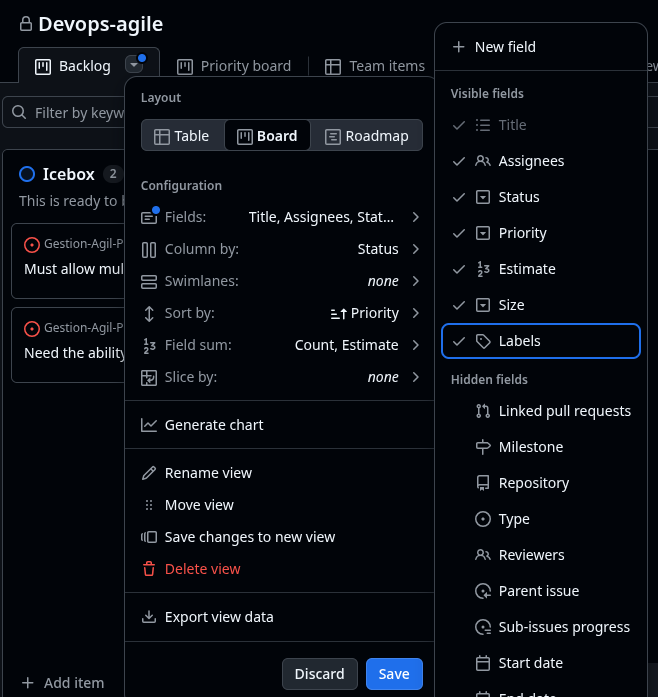 Devops-agile
Backlog
Priority board
Team items
Filter by keyw
Icebox 2
This is ready to
Gestion-Agil-P
Must allow mul
Gestion-Agil-P
Need the ability
Add item
Layout
Table
Board
Roadmap
Configuration
Fields: Title, Assignees, Stat...
Column by: Status
Swimlanes: none
Sort by: Priority
Field sum: Count, Estimate
Slice by: none
Generate chart
Rename view
Move view
Save changes to new view
Delete view
Export view data
Discard
Save
New field
Visible fields
Title
Assignees
Status
Priority
Estimate
Size
Labels
Hidden fields
Linked pull requests
Milestone
Repository
Type
Reviewers
Parent issue
Sub-issues progress
Start date
End date